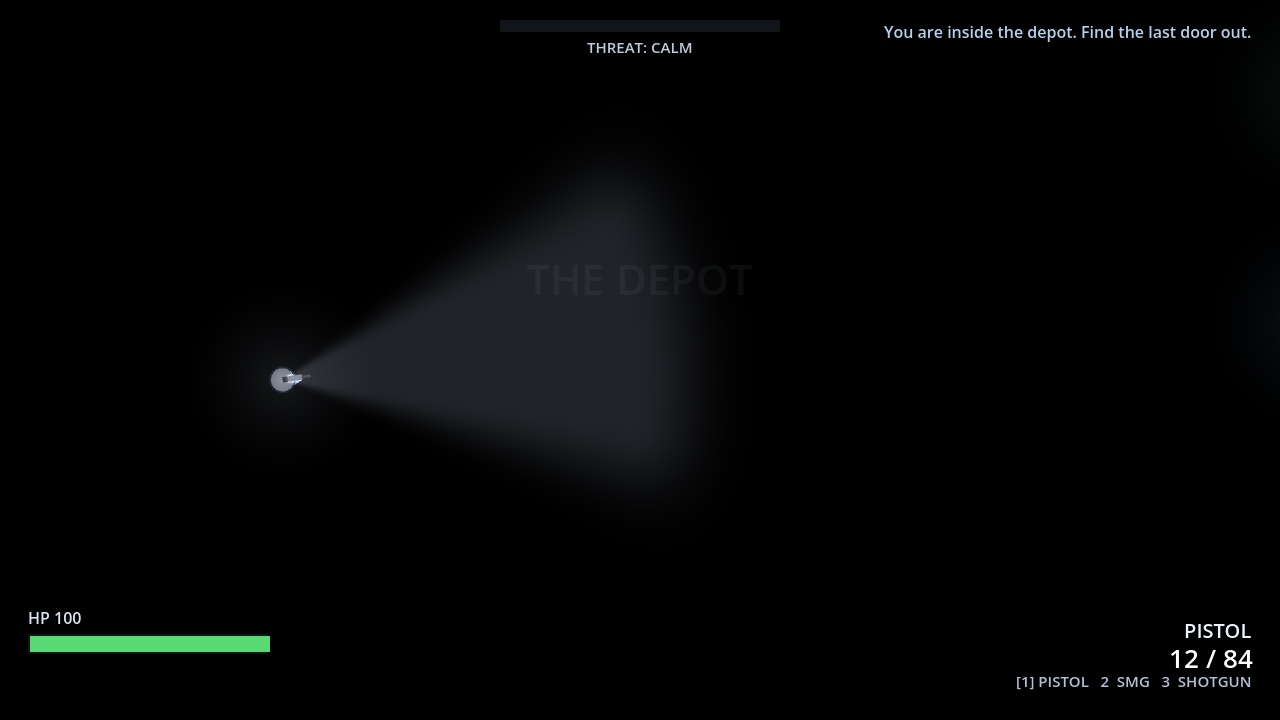 THREAT: CALM
You are inside the depot. Find the last door out.
THE DEPOT
HP 100
PISTOL
12 / 84
[1] PISTOL 2 SMG 3 SHOTGUN